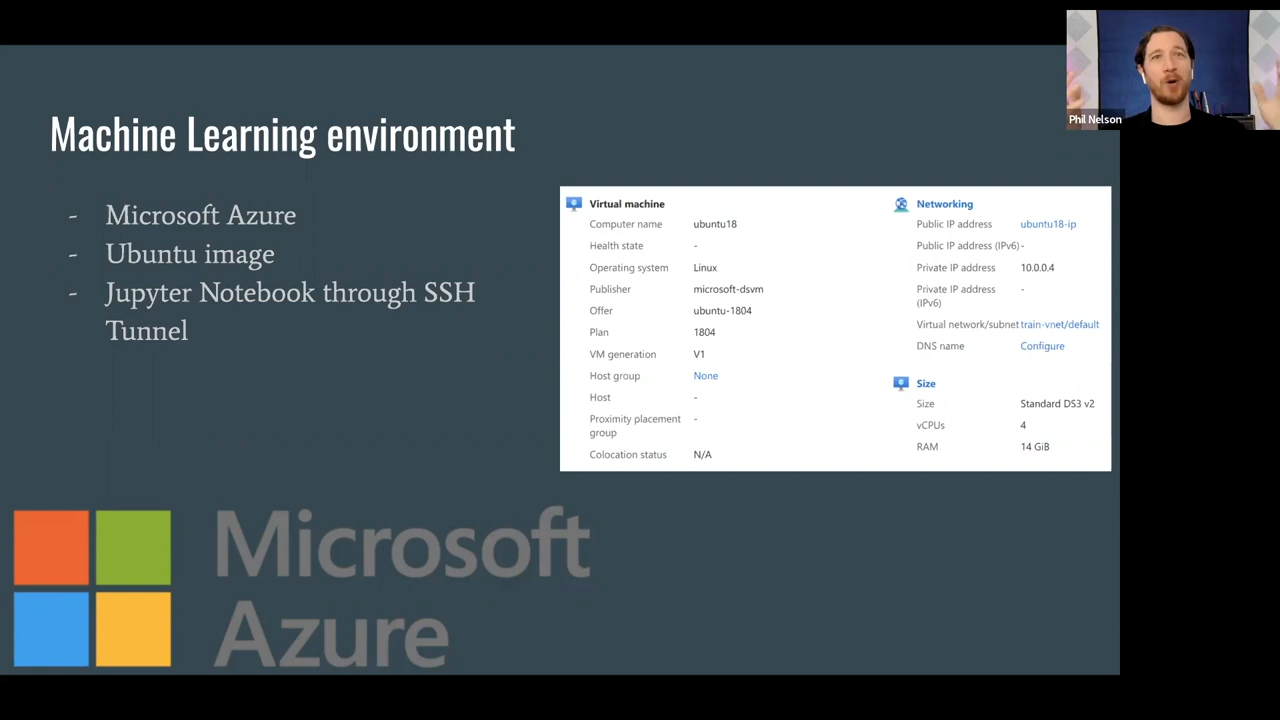 Machine Learning environment
- Microsoft Azure
- Ubuntu image
- Jupyter Notebook through SSH
Tunnel
Virtual machine
Computer name ubuntu18
Health state -
Operating system Linux
Publisher microsoft-dsvm
Offer ubuntu-1804
Plan 1804
VM generation V1
Host group None
Host -
Proximity placement -
group
Colocation status N/A
Networking
Public IP address ubuntu18-ip
Public IP address (IPv6) -
Private IP address 10.0.0.4
Private IP address -
(IPv6)
Virtual network/subnet train-vnet/default
DNS name Configure
Size
Size Standard DS3 v2
vCPUs 4
RAM 14 GiB
Microsoft
Azure
Phil Nelson